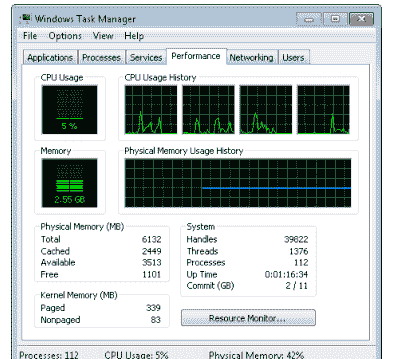 Windows Task Manager
File Options View Help
Applications Processes Services Performance Networking Users
CPU Usage CPU Usage History
5 %
Memory Physical Memory Usage History
2.55 GB
Physical Memory (MB) System
Total 6132 Handles 39822
Cached 2449 Threads 1376
Available 3513 Processes 112
Free 1101 Up Time 0:01:16:34
Commit (GB) 2 / 11
Kernel Memory (MB)
Paged 339
Nonpaged 83
Resource Monitor...
Processes: 112 CPU Usage: 5% Physical Memory: 42%